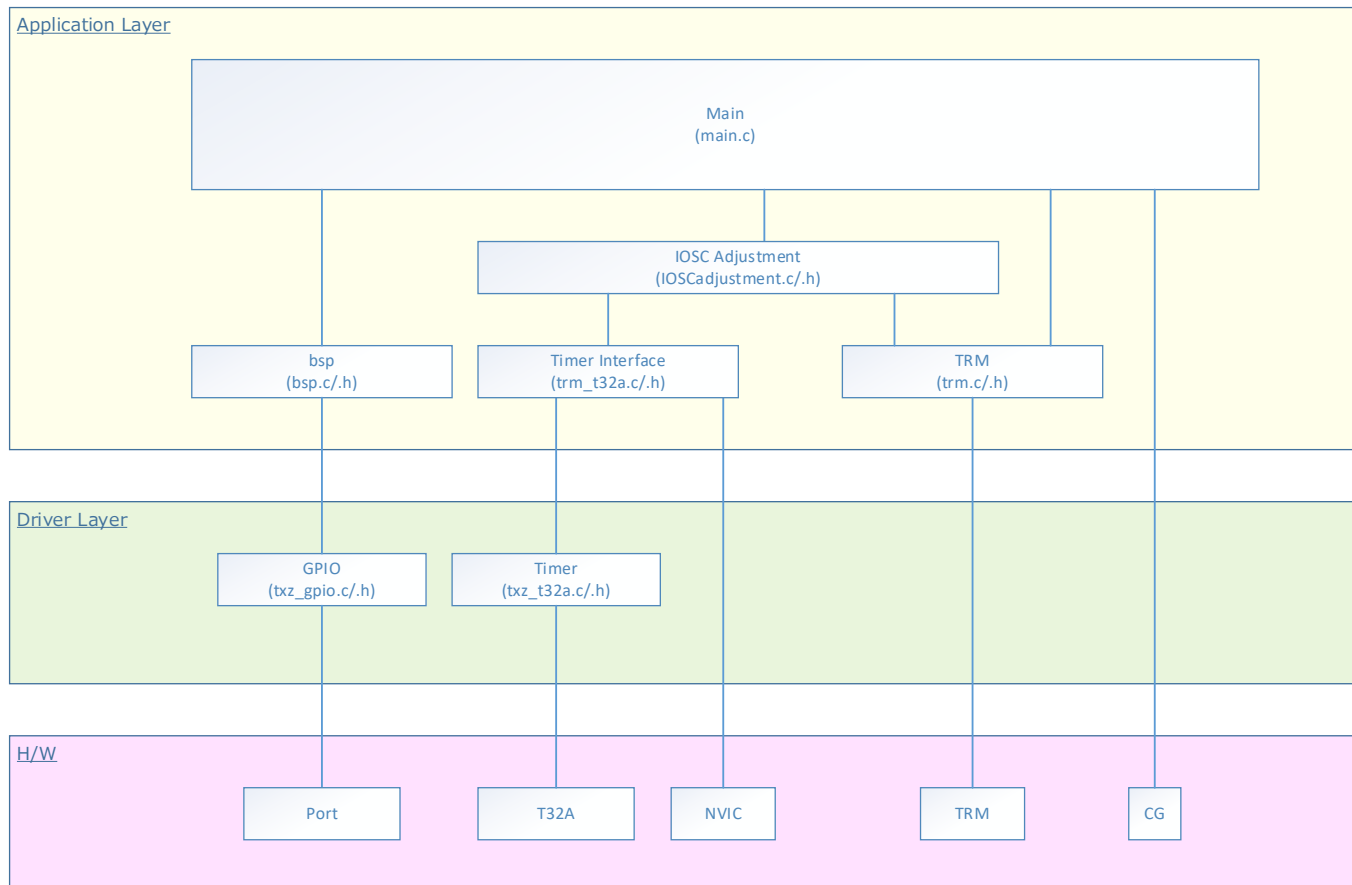 Application Layer
Main
(main.c)
IOSC Adjustment
(IOSCadjustment.c/.h)
bsp
(bsp.c/.h)
Timer Interface
(trm_t32a.c/.h)
TRM
(trm.c/.h)
Driver Layer
GPIO
(txz_gpio.c/.h)
Timer
(txz_t32a.c/.h)
H/W
Port
T32A
NVIC
TRM
CG